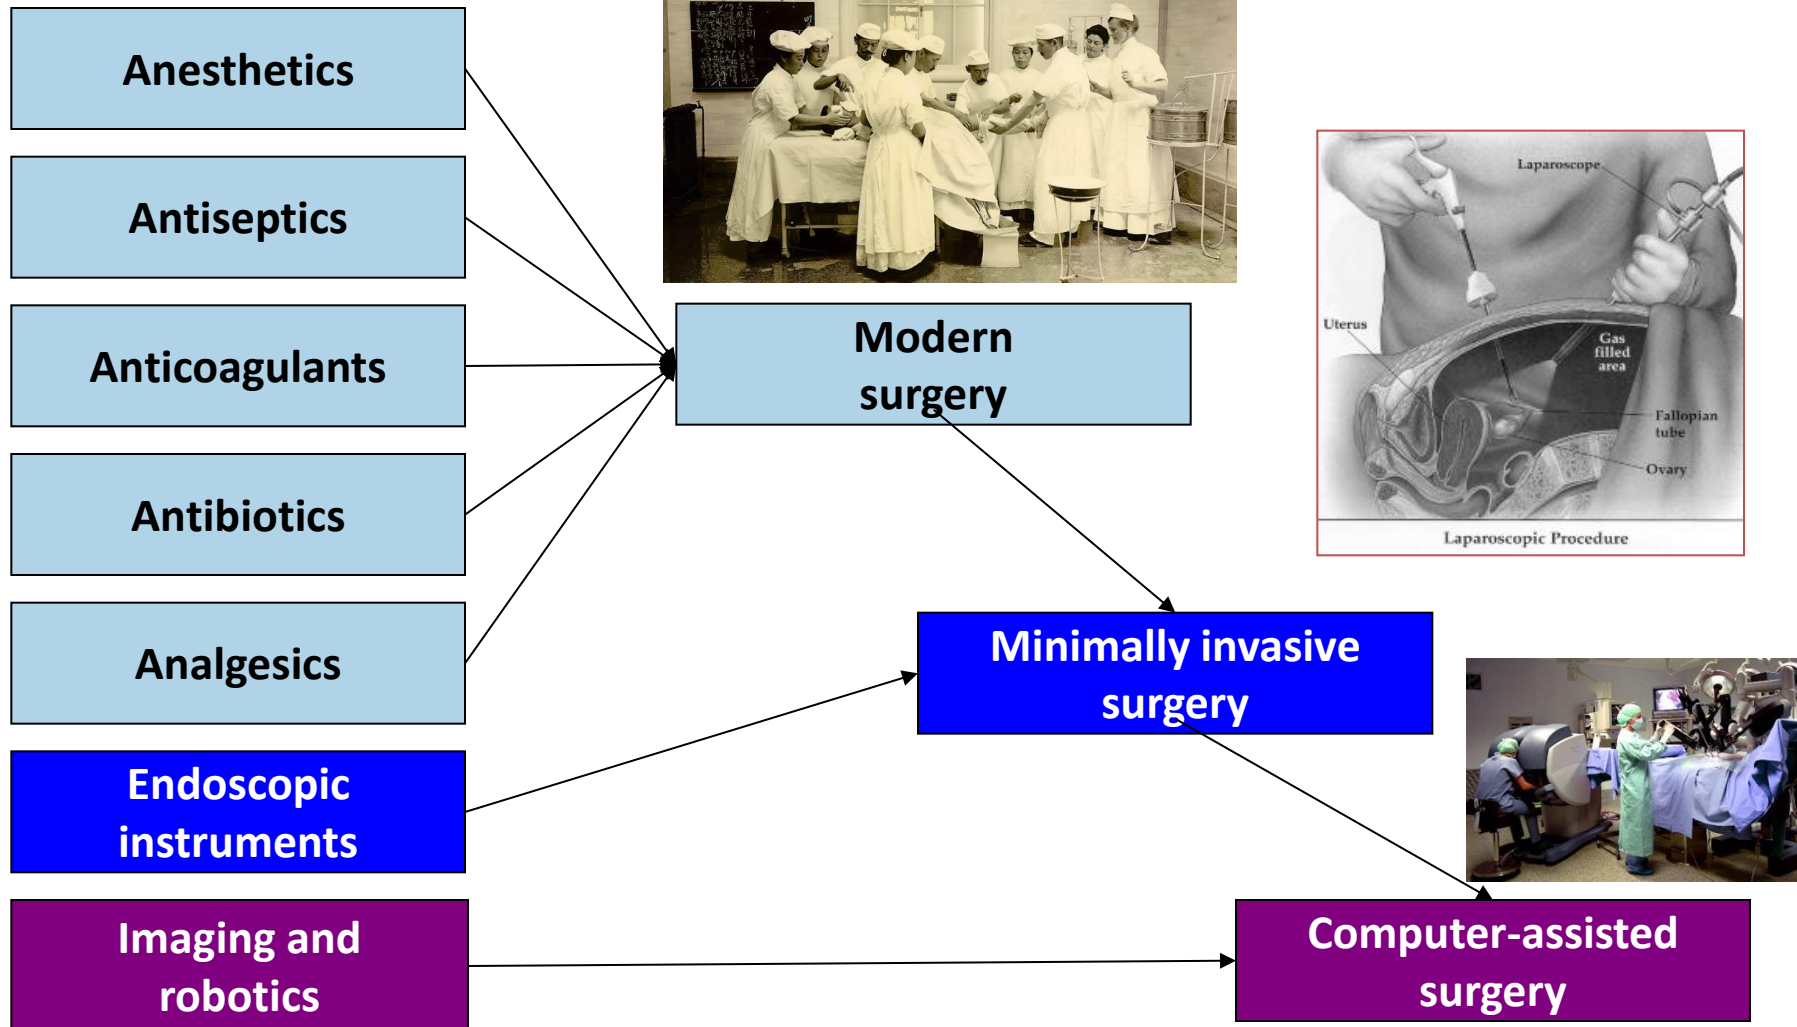 Anesthetics
Antiseptics
Anticoagulants
Antibiotics
Analgesics
Endoscopic
instruments
Imaging and
robotics
Modern
surgery
Minimally invasive
surgery
Computer-assisted
surgery
Laparoscope
Uterus
Gas
filled
area
Fallopian
tube
Ovary
Laparoscopic Procedure